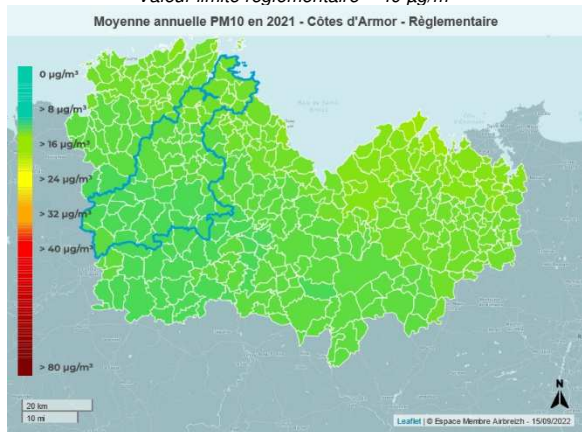 Valeur limite réglementaire = 40 µg/m³
Moyenne annuelle PM10 en 2021 - Côtes d'Armor - Règlementaire
0 µg/m³
> 8 µg/m³
> 16 µg/m³
> 24 µg/m³
> 32 µg/m³
> 40 µg/m³
> 80 µg/m³
20 km
10 mi
N
Leaflet | © Espace Membre Airbreizh - 15/09/2022